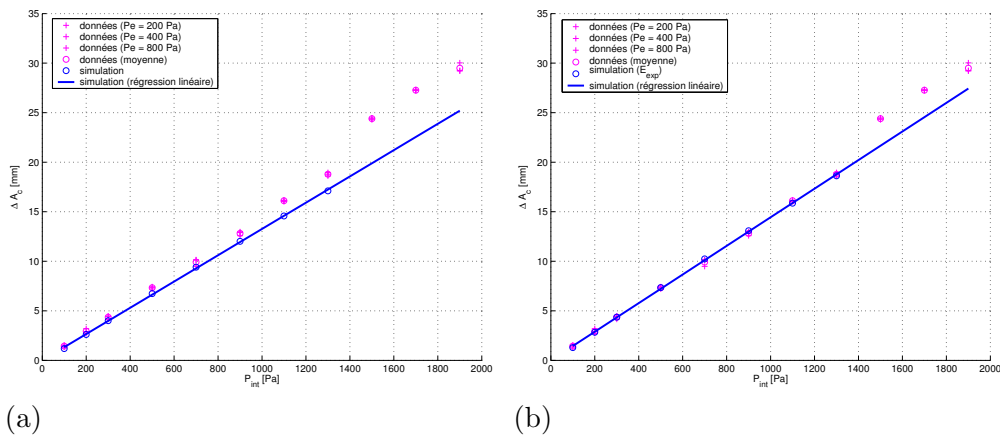 données (Pe = 200 Pa)
données (Pe = 400 Pa)
données (Pe = 800 Pa)
données (moyenne)
simulation
simulation (régression linéaire)
35
30
25
20
15
10
5
0
Δ A_c [mm]
0 200 400 600 800 1000 1200 1400 1600 1800 2000
P_int [Pa]
(a)
données (Pe = 200 Pa)
données (Pe = 400 Pa)
données (Pe = 800 Pa)
données (moyenne)
simulation (E_exp)
simulation (régression linéaire)
35
30
25
20
15
10
5
0
Δ A_c [mm]
0 200 400 600 800 1000 1200 1400 1600 1800 2000
P_int [Pa]
(b)